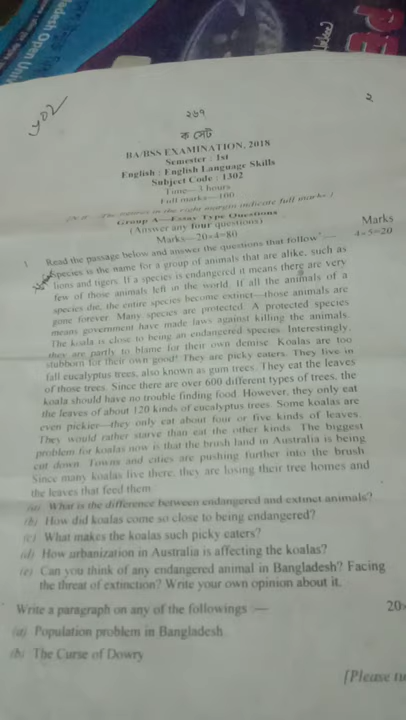 ladesh Open Univ
PE
১৩০২
২
২৬৭
ক সেট
BA/BSS EXAMINATION, 2018
Semester : 1st
English : English Language Skills
Subject Code : 1302
Time—3 hours
Full marks—100
[N.B.—The figures in the right margin indicate full marks.]
Group A—Essay Type Questions
(Answer any four questions) Marks
Marks—20×4=80
1. Read the passage below and answer the questions that follow :— 4×5=20
Species is the name for a group of animals that are alike, such as
lions and tigers. If a species is endangered it means there are very
few of those animals left in the world. If all the animals of a
species die, the entire species become extinct—those animals are
gone forever. Many species are protected. A protected species
means government have made laws against killing the animals.
The koala is close to being an endangered species. Interestingly,
they are partly to blame for their own demise. Koalas are too
stubborn for their own good! They are picky eaters. They live in
fall eucalyptus trees, also known as gum trees. They eat the leaves
of those trees. Since there are over 600 different types of trees, the
koala should have no trouble finding food. However, they only eat
the leaves of about 120 kinds of eucalyptus trees. Some koalas are
even pickier—they only eat about four or five kinds of leaves.
They would rather starve than eat the other kinds. The biggest
problem for koalas now is that the brush land in Australia is being
cut down. Towns and cities are pushing further into the brush.
Since many koalas live there, they are losing their tree homes and
the leaves that feed them.
(a) What is the difference between endangered and extinct animals?
(b) How did koalas come so close to being endangered?
(c) What makes the koalas such picky eaters?
(d) How urbanization in Australia is affecting the koalas?
(e) Can you think of any endangered animal in Bangladesh? Facing
the threat of extinction? Write your own opinion about it.
Write a paragraph on any of the followings :— 20
(a) Population problem in Bangladesh
(b) The Curse of Dowry
[Please tu